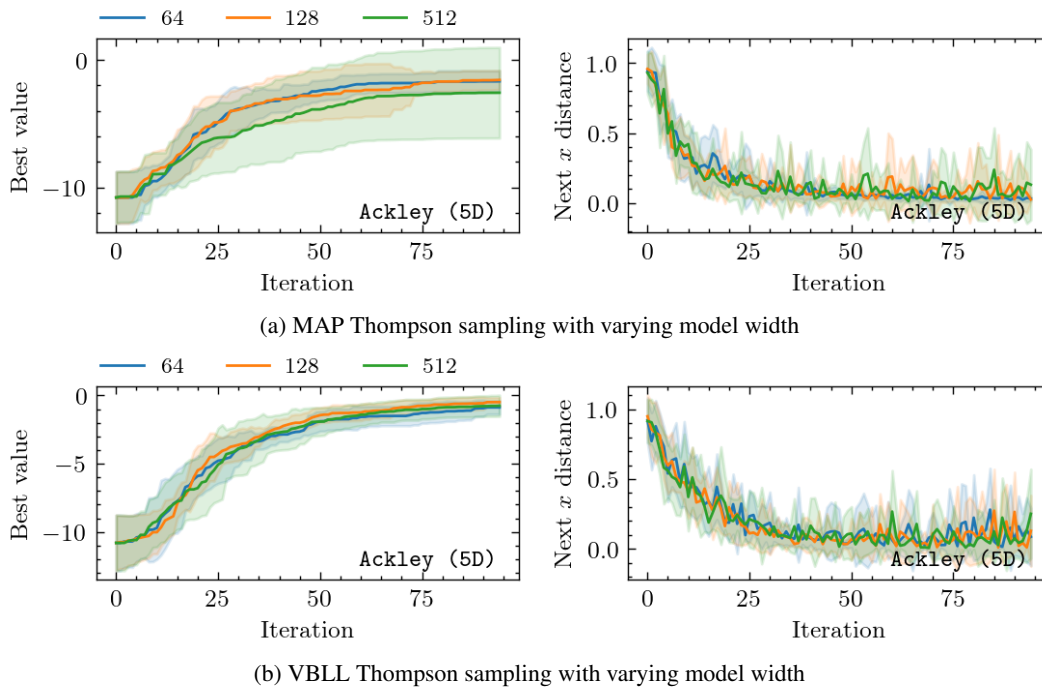 64 128 512
0
−10
Best value
Ackley (5D)
0 25 50 75
Iteration
1.0
0.5
0.0
Next x distance
Ackley (5D)
0 25 50 75
Iteration
(a) MAP Thompson sampling with varying model width
64 128 512
0
−5
−10
Best value
Ackley (5D)
0 25 50 75
Iteration
1.0
0.5
0.0
Next x distance
Ackley (5D)
0 25 50 75
Iteration
(b) VBLL Thompson sampling with varying model width